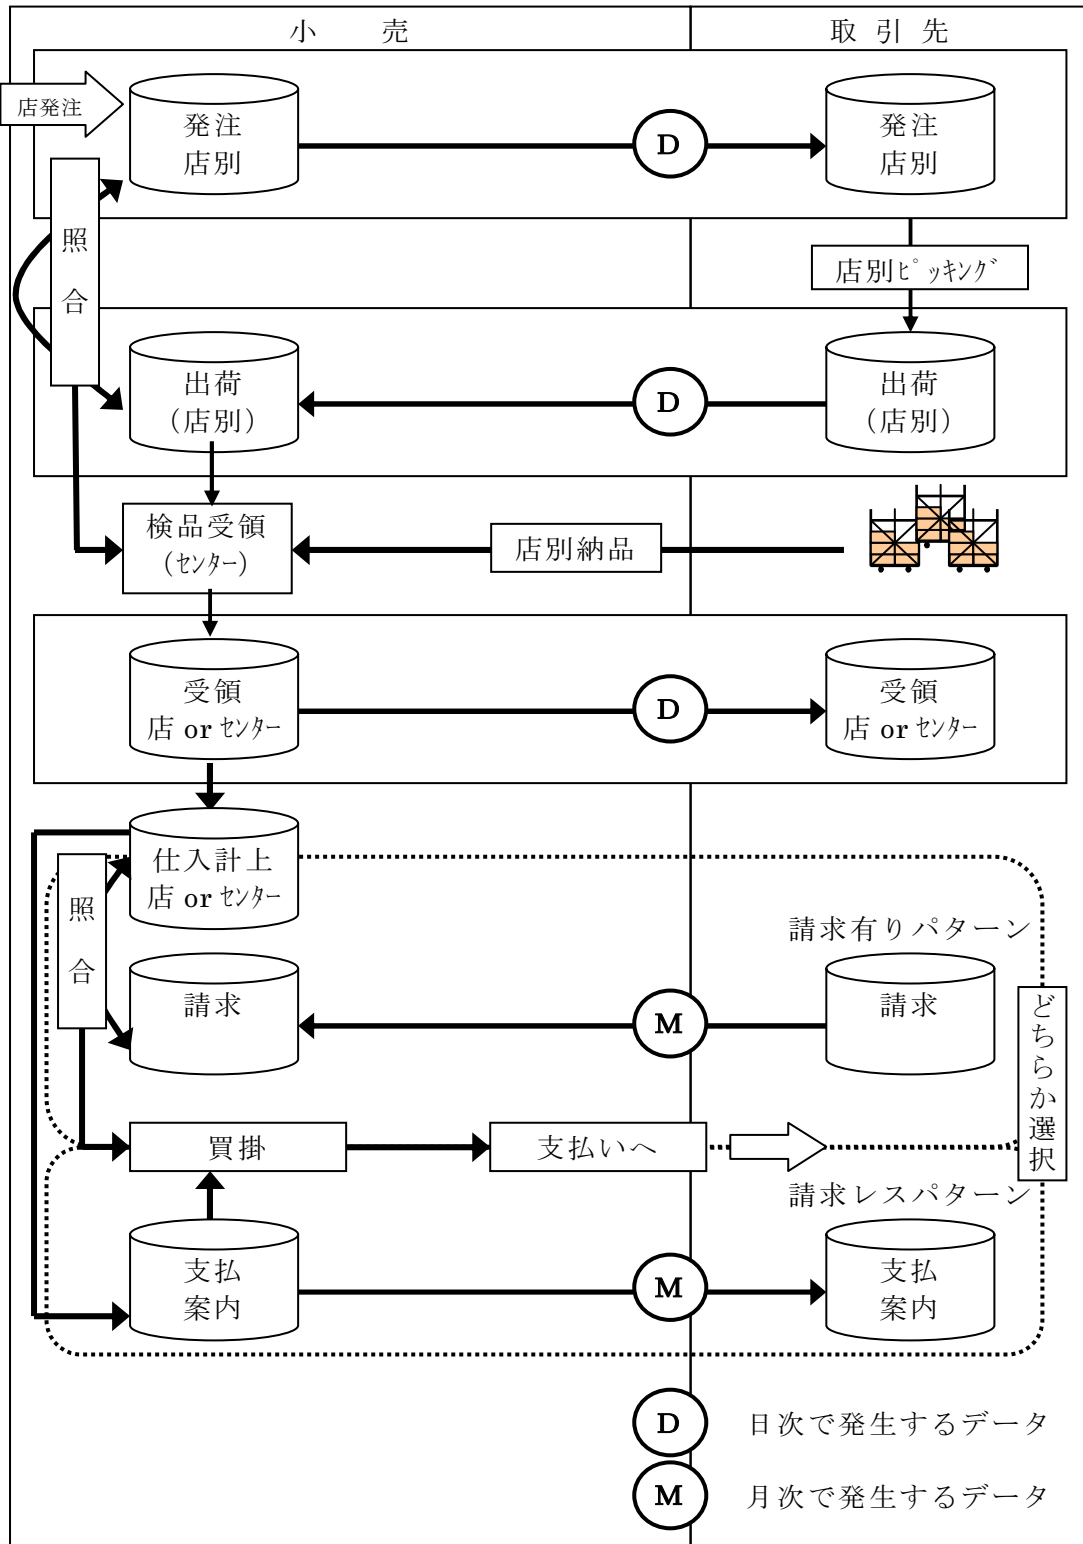 小　　売
取 引 先
店発注
発注
店別
D
発注
店別
照
合
店別ﾋﾟｯｷﾝｸﾞ
出荷
（店別）
D
出荷
（店別）
検品受領
（ｾﾝﾀｰ）
店別納品
受領
店 or ｾﾝﾀｰ
D
受領
店 or ｾﾝﾀｰ
仕入計上
店 or ｾﾝﾀｰ
照
合
請求有りパターン
請求
M
請求
どちらか選択
買掛
支払いへ
請求レスパターン
支払
案内
M
支払
案内
D
日次で発生するデータ
M
月次で発生するデータ